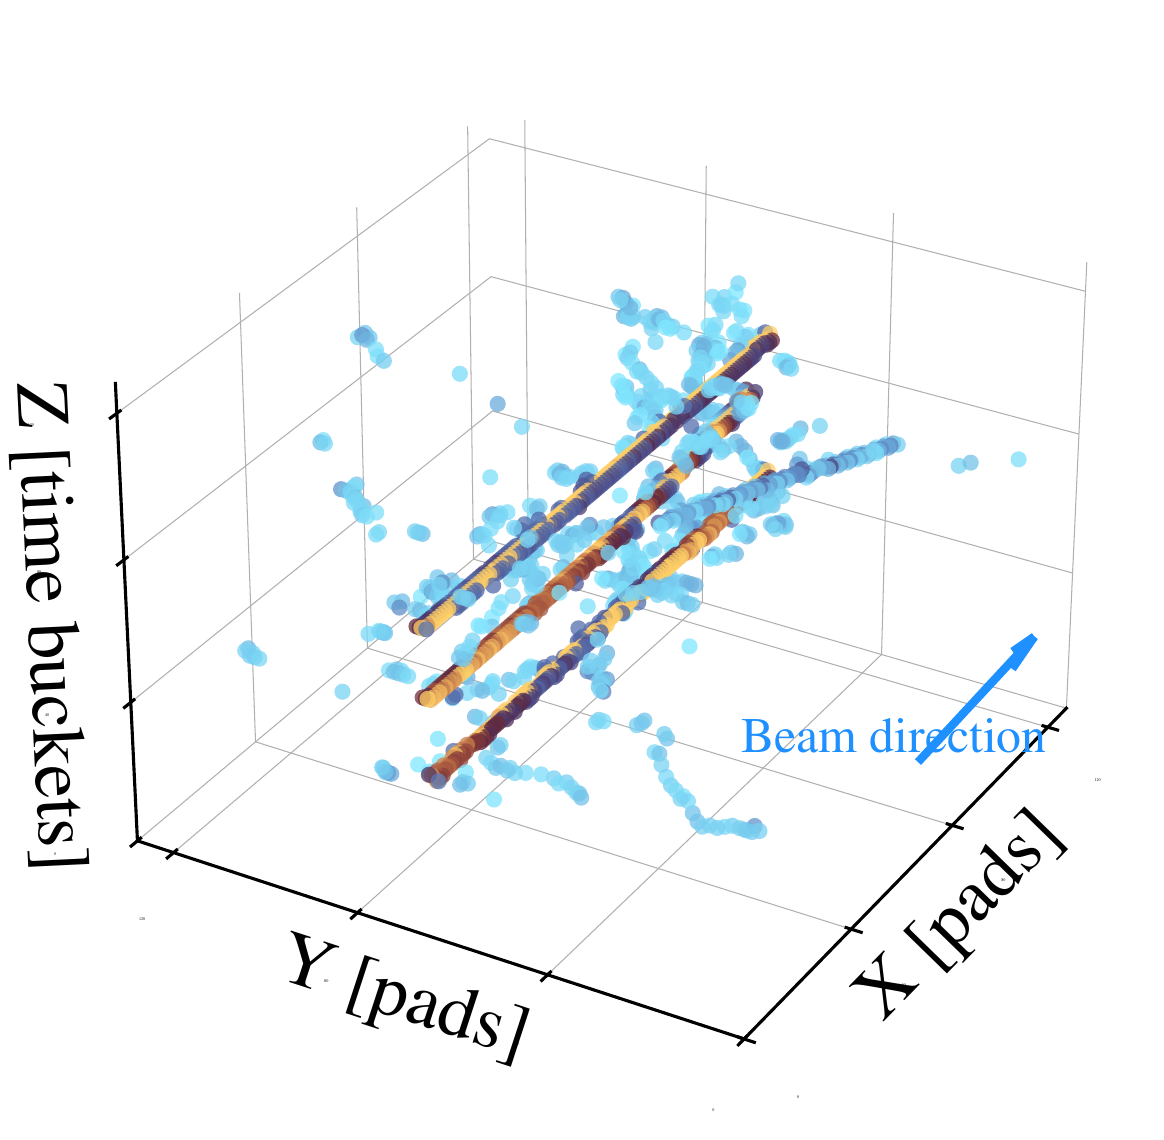 Z [time buckets]
Beam direction
Y [pads]
X [pads]